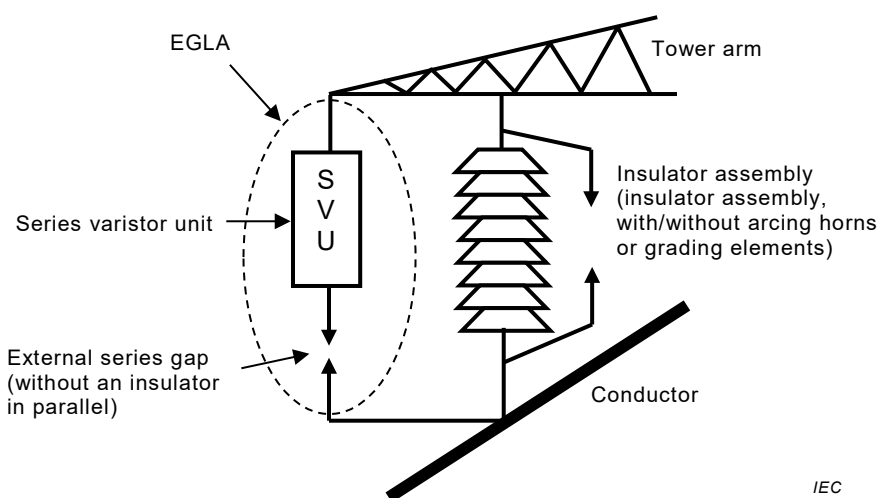 EGLA
Tower arm
S
V
U
Series varistor unit
Insulator assembly
(insulator assembly,
with/without arcing horns
or grading elements)
External series gap
(without an insulator
in parallel)
Conductor
IEC